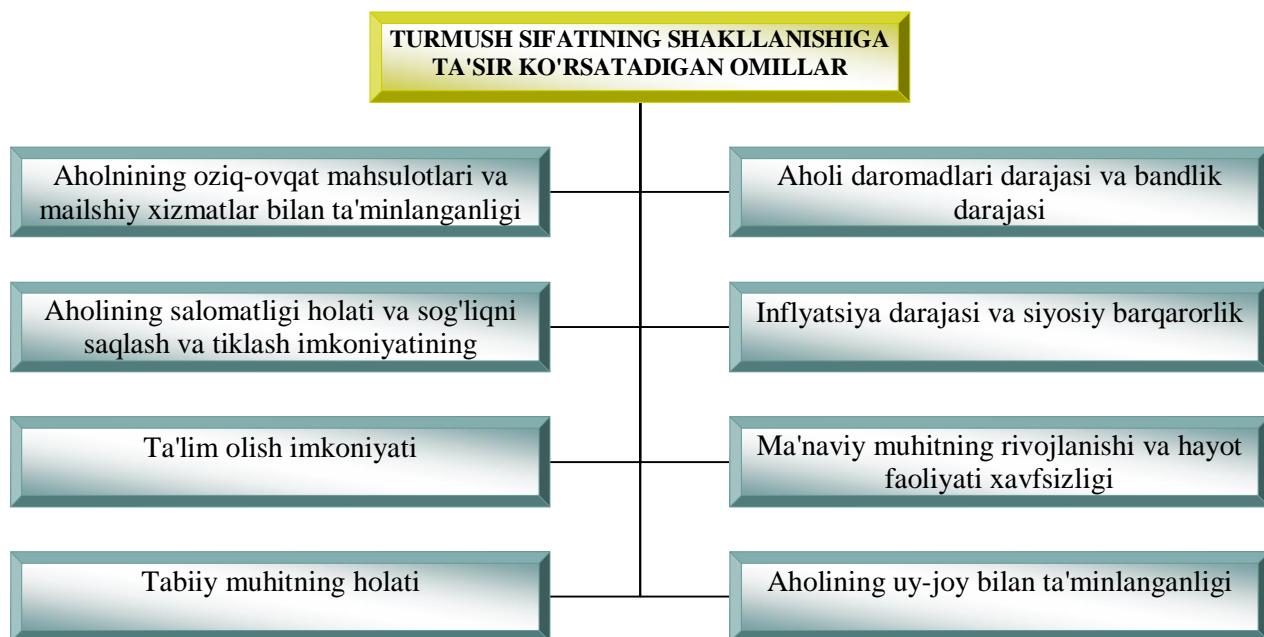 TURMUSH SIFATINING SHAKLLANISHIGA
TA'SIR KO'RSATADIGAN OMILLAR
Aholnining oziq-ovqat mahsulotlari va
mailshiy xizmatlar bilan ta'minlanganligi
Aholi daromadlari darajasi va bandlik
darajasi
Aholining salomatligi holati va sog'liqni
saqlash va tiklash imkoniyatining
Inflyatsiya darajasi va siyosiy barqarorlik
Ta'lim olish imkoniyati
Ma'naviy muhitning rivojlanishi va hayot
faoliyati xavfsizligi
Tabiiy muhitning holati
Aholining uy-joy bilan ta'minlanganligi